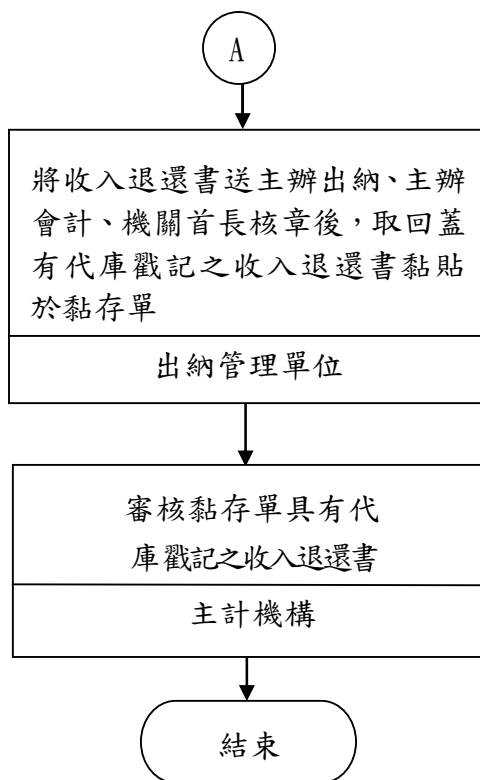 A
將收入退還書送主辦出納、主辦
會計、機關首長核章後，取回蓋
有代庫戳記之收入退還書黏貼
於黏存單
出納管理單位
審核黏存單具有代
庫戳記之收入退還書
主計機構
結束